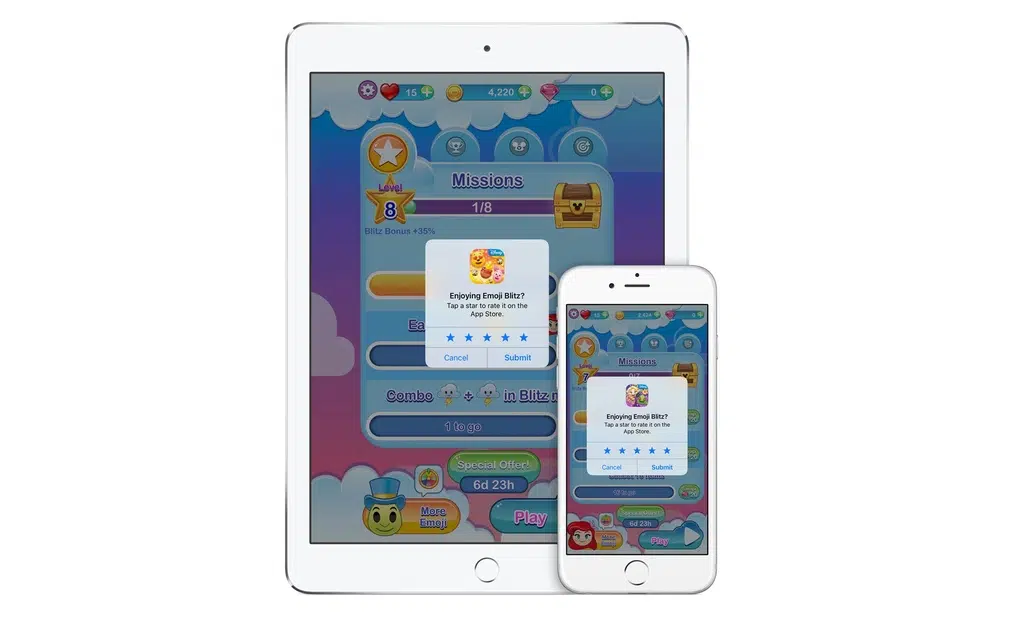 15
4,220
0
Missions
Level
8
1/8
Blitz Bonus +35%
Disney
Enjoying Emoji Blitz?
Tap a star to rate it on the
App Store.
Cancel
Submit
Ea
Combo
+
in Blitz
1 to go
Special Offer!
6d 23h
More
Emoji
Play
Missions
7
Enjoying Emoji Blitz?
Tap a star to rate it on the
App Store.
Cancel
Submit
6d 23h
Play